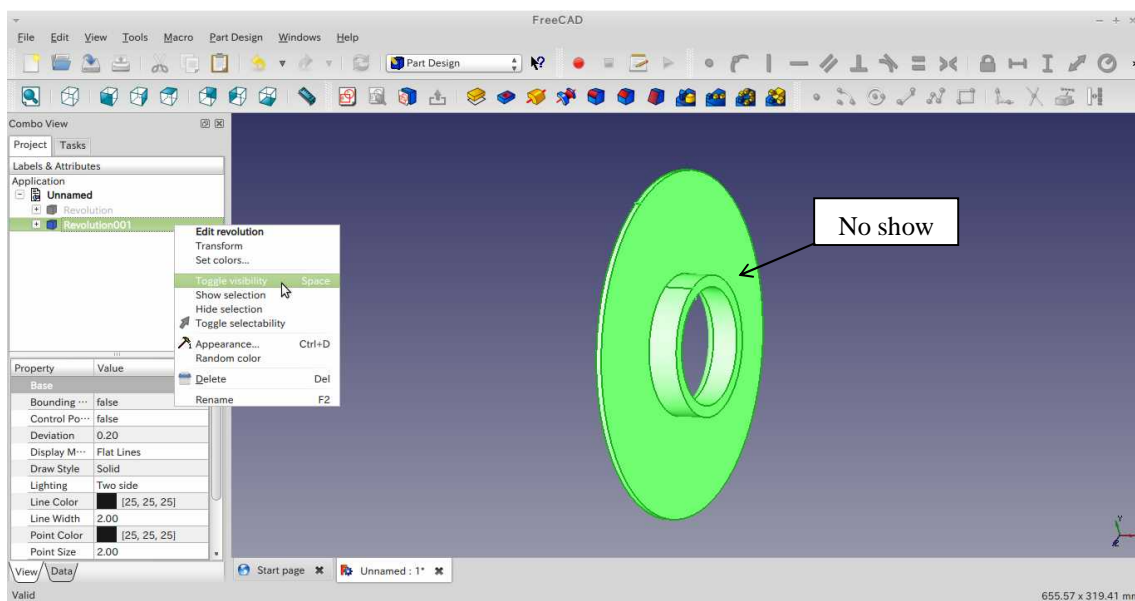 FreeCAD
File Edit View Tools Macro Part Design Windows Help
Part Design
Combo View
Project Tasks
Labels & Attributes
Application
Unnamed
Revolution
Revolution001
Edit revolution
Transform
Set colors...
Toggle visibility Space
Show selection
Hide selection
Toggle selectability
Appearance... Ctrl+D
Random color
Delete Del
Rename F2
No show
Property Value
Base
Bounding ··· false
Control Po··· false
Deviation 0.20
Display M··· Flat Lines
Draw Style Solid
Lighting Two side
Line Color [25, 25, 25]
Line Width 2.00
Point Color [25, 25, 25]
Point Size 2.00
View Data
Start page Unnamed : 1*
Valid 655.57 x 319.41 mm